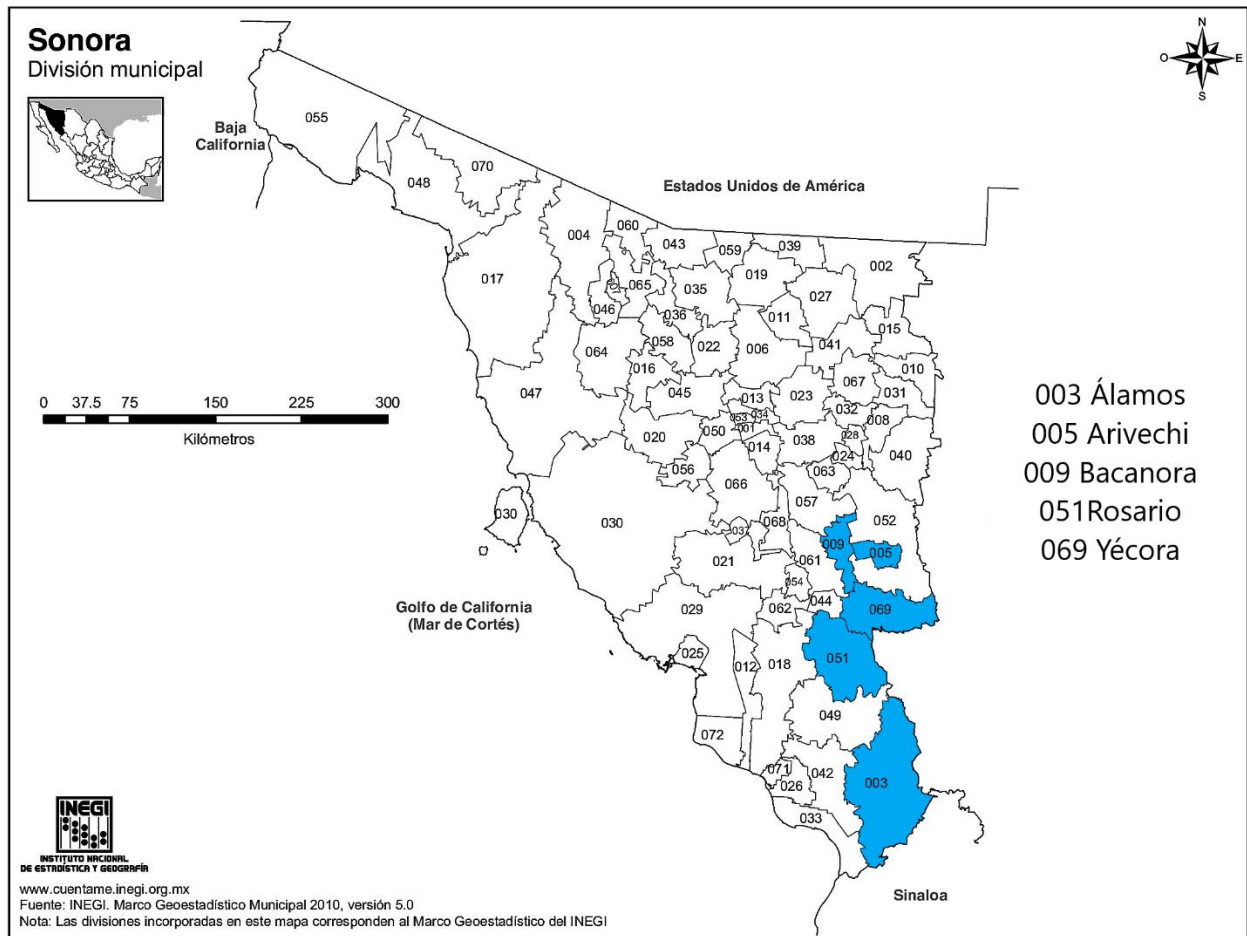 Sonora
División municipal
N
O
E
S
Baja
California
Estados Unidos de América
055
070
048
060
004
043
059
039
002
017
019
065
035
027
046
036
011
015
058
022
006
041
064
016
010
067
047
045
013
023
031
032
008
053
034
001
050
020
038
028
014
024
040
056
063
066
057
030
052
030
068
037
009
005
021
061
054
0 37.5 75 150 225 300
Kilómetros
003 Álamos
005 Arivechi
009 Bacanora
051Rosario
069 Yécora
Golfo de California
(Mar de Cortés)
044
069
029
062
025
012
018
051
049
072
071
042
026
003
033
Sinaloa
INEGI
INSTITUTO NACIONAL
DE ESTADÍSTICA Y GEOGRAFÍA
www.cuentame.inegi.org.mx
Fuente: INEGI. Marco Geoestadístico Municipal 2010, versión 5.0
Nota: Las divisiones incorporadas en este mapa corresponden al Marco Geoestadístico del INEGI